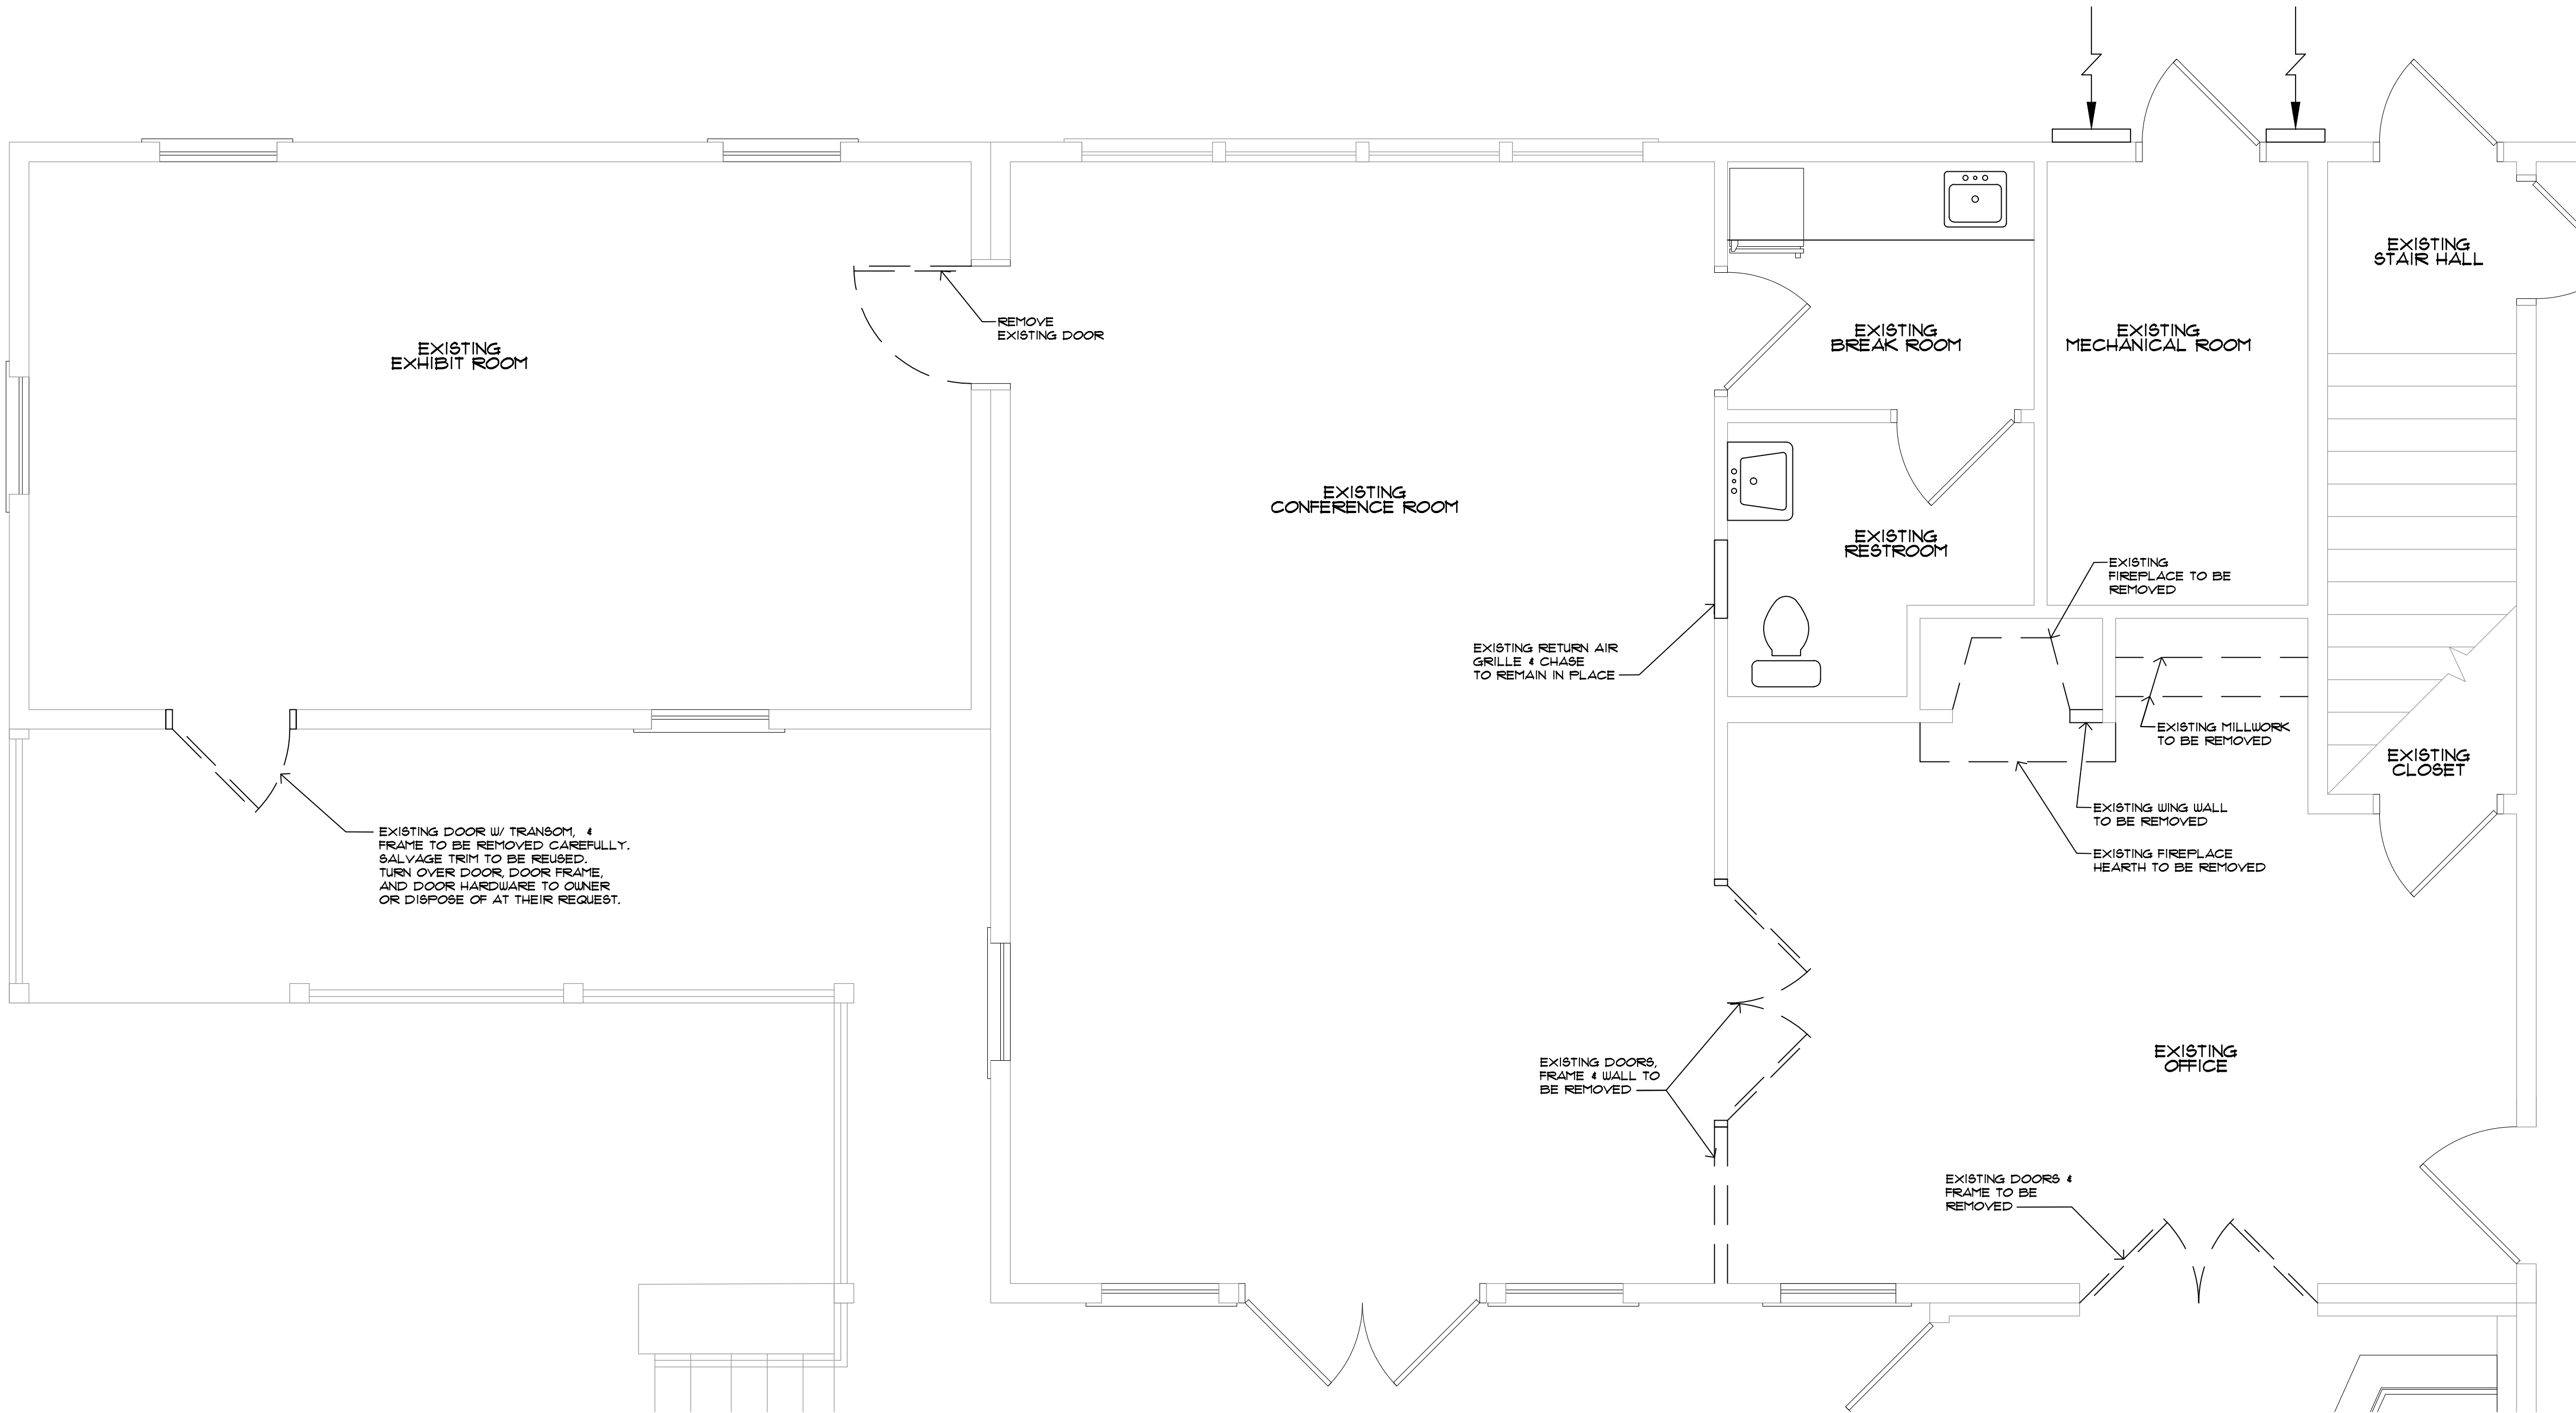 EXISTING
STAIR HALL
REMOVE
EXISTING DOOR
EXISTING
BREAK ROOM
EXISTING
MECHANICAL ROOM
EXISTING
EXHIBIT ROOM
EXISTING
CONFERENCE ROOM
EXISTING
RESTROOM
EXISTING
FIREPLACE TO BE
REMOVED
EXISTING RETURN AIR
GRILLE & CHASE
TO REMAIN IN PLACE
EXISTING MILLWORK
TO BE REMOVED
EXISTING
CLOSET
EXISTING WING WALL
TO BE REMOVED
EXISTING DOOR W/ TRANSOM, &
FRAME TO BE REMOVED CAREFULLY.
SALVAGE TRIM TO BE REUSED.
TURN OVER DOOR, DOOR FRAME,
AND DOOR HARDWARE TO OWNER
OR DISPOSE OF AT THEIR REQUEST.
EXISTING FIREPLACE
HEARTH TO BE REMOVED
EXISTING DOORS,
FRAME & WALL TO
BE REMOVED
EXISTING
OFFICE
EXISTING DOORS &
FRAME TO BE
REMOVED